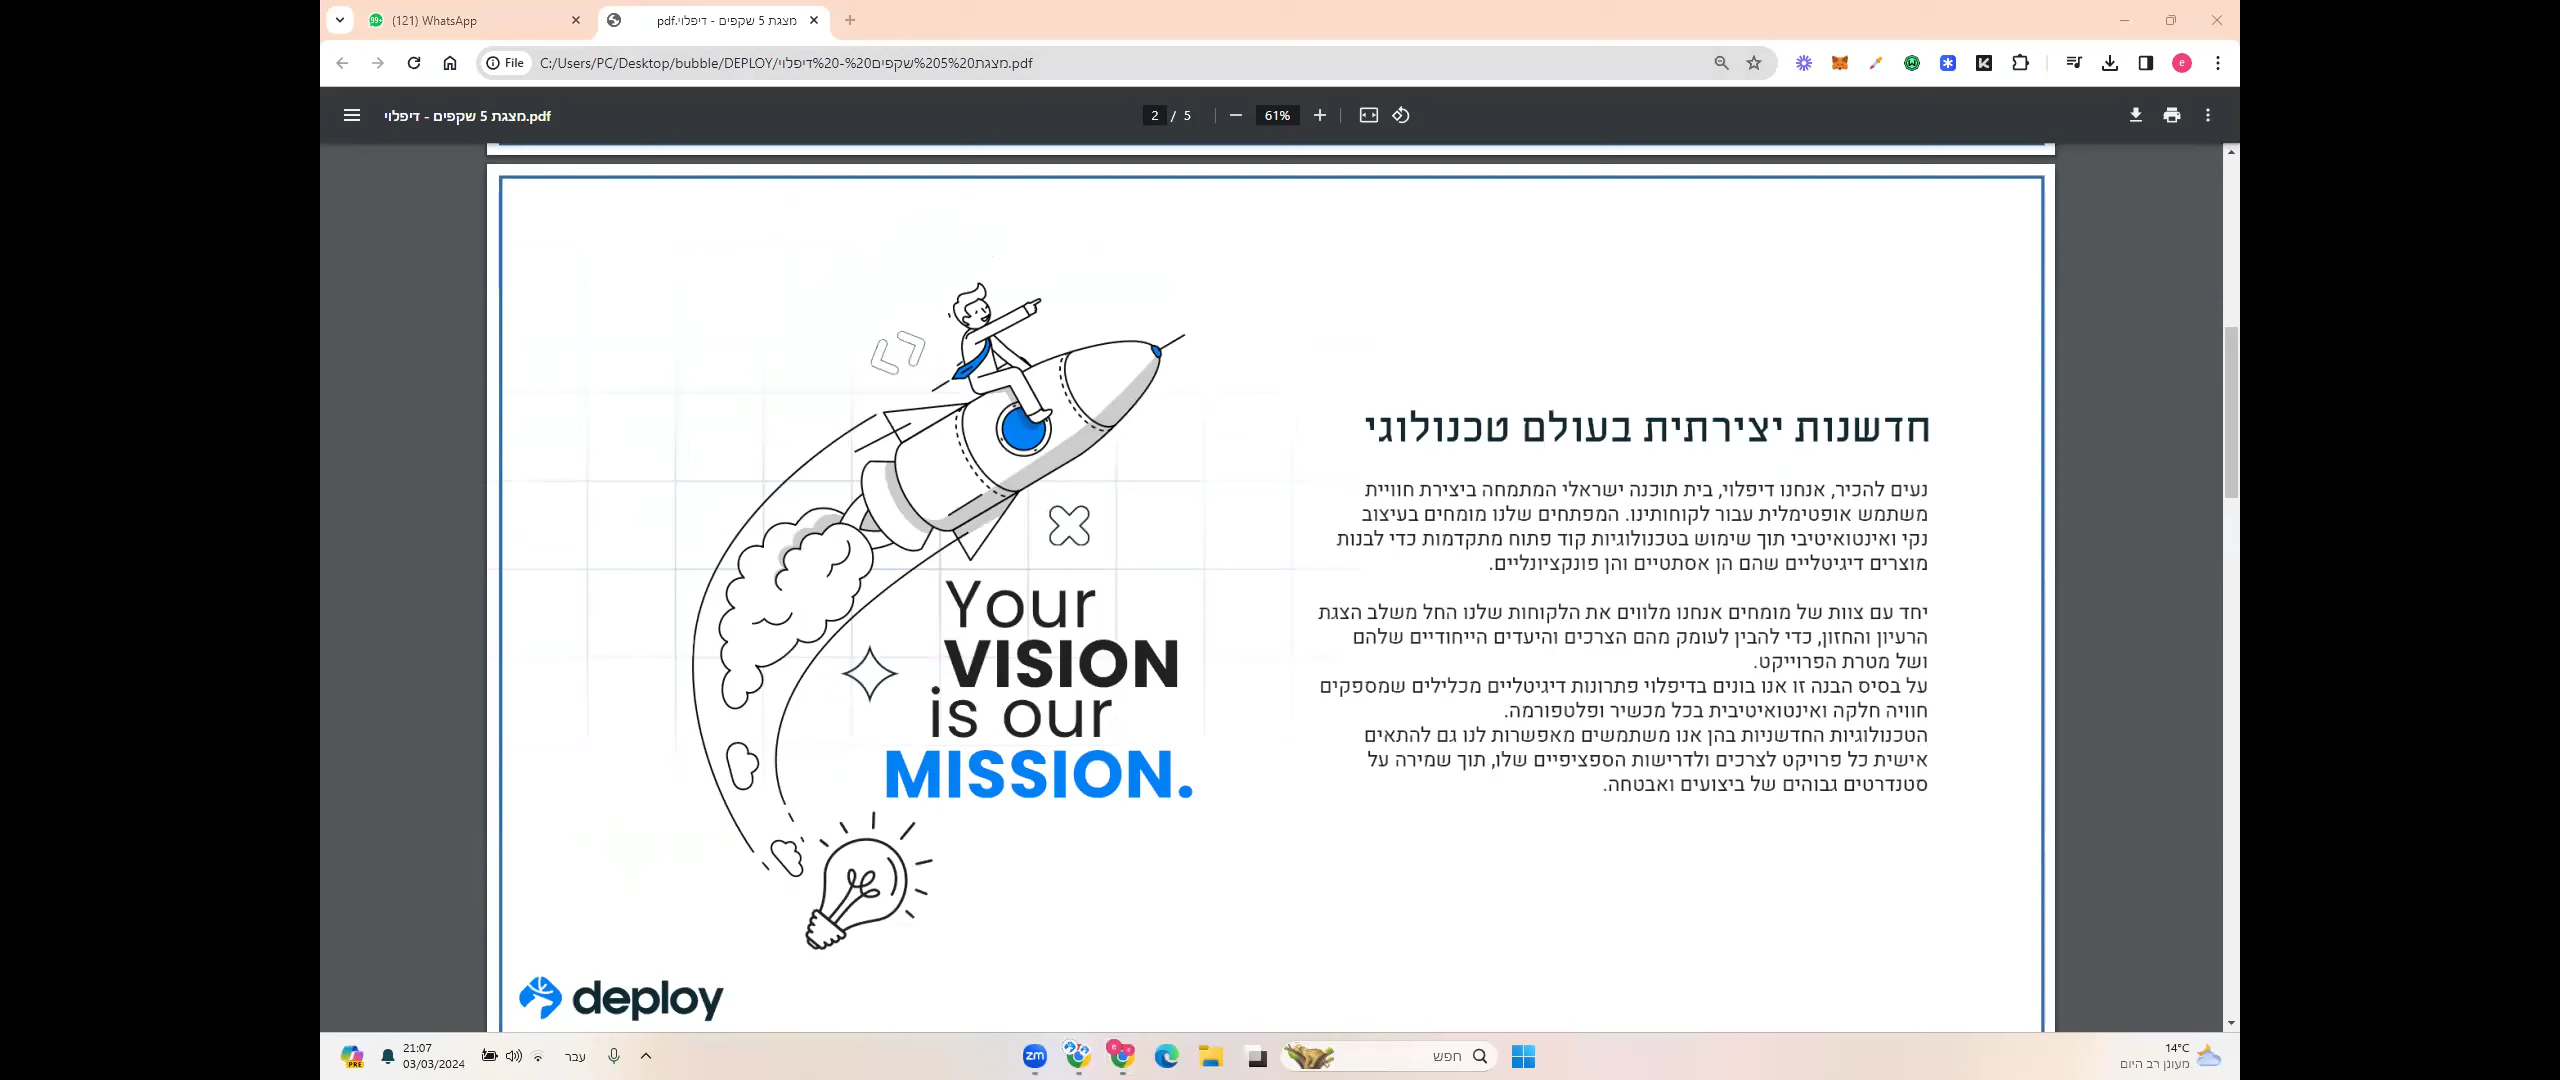 (121) WhatsApp
מצגת 5 שקפים - דיפלוי.pdf
File
C:/Users/PC/Desktop/bubble/DEPLOY/מצגת%205%20שקפים%20-%20דיפלוי.pdf
מצגת 5 שקפים - דיפלוי.pdf
2 / 5
61%
חדשנות יצירתית בעולם טכנולוגי
נעים להכיר, אנחנו דיפלוי, בית תוכנה ישראלי המתמחה ביצירת חוויית
משתמש אופטימלית עבור לקוחותינו. המפתחים שלנו מומחים בעיצוב
נקי ואינטואיטיבי תוך שימוש בטכנולוגיות קוד פתוח מתקדמות כדי לבנות
מוצרים דיגיטליים שהם הן אסתטיים והן פונקציונליים.
יחד עם צוות של מומחים אנחנו מלווים את הלקוחות שלנו החל משלב הצגת
הרעיון והחזון, כדי להבין לעומק מהם הצרכים והיעדים הייחודיים שלהם
ושל מטרת הפרוייקט.
על בסיס הבנה זו אנו בונים בדיפלוי פתרונות דיגיטליים מכלילים שמספקים
חוויה חלקה ואינטואיטיבית בכל מכשיר ופלטפורמה.
הטכנולוגיות החדשניות בהן אנו משתמשים מאפשרות לנו גם להתאים
אישית כל פרויקט לצרכים ולדרישות הספציפיים שלו, תוך שמירה על
סטנדרטים גבוהים של ביצועים ואבטחה.
Your
VISION
is our
MISSION.
deploy
21:07
03/03/2024
עבר
zm
חפש
14°C
מעונן רב היום